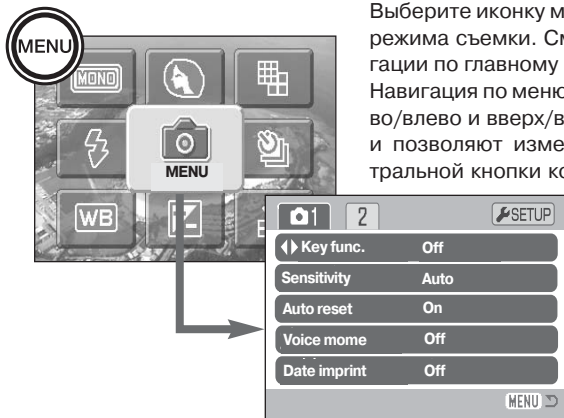 Выберите иконку м
режима съемки. См
гации по главному
Навигация по меню
во/влево и вверх/в
и позволяют изме
тральной кнопки ко
MENU
MONO
MENU
WB
1 2 SETUP
Key func. Off
Sensitivity Auto
Auto reset On
Voice mome Off
Date imprint Off
MENU